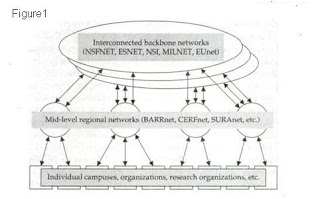 Figure1
Interconnected backbone networks
(NSFNET, ESNET, NSI, MILNET, EUnet)
Mid-level regional networks (BARRnet, CERFnet, SURAnet, etc.)
Individual campuses, organizations, research organizations, etc.